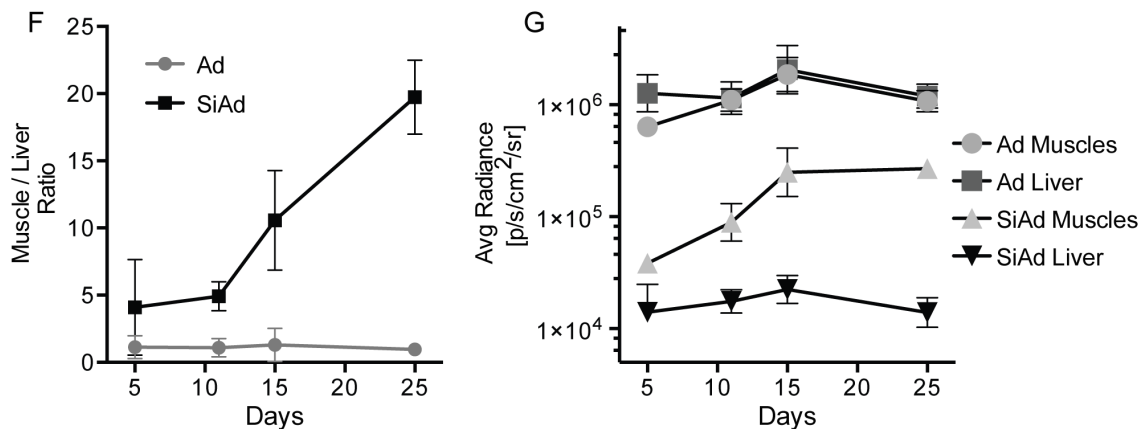 F
Ad
SiAd
Muscle / Liver
Ratio
25
20
15
10
5
0
5 10 15 20 25
Days
G
Avg Radiance
[p/s/cm²/sr]
1×10⁶
1×10⁵
1×10⁴
5 10 15 20 25
Days
Ad Muscles
Ad Liver
SiAd Muscles
SiAd Liver